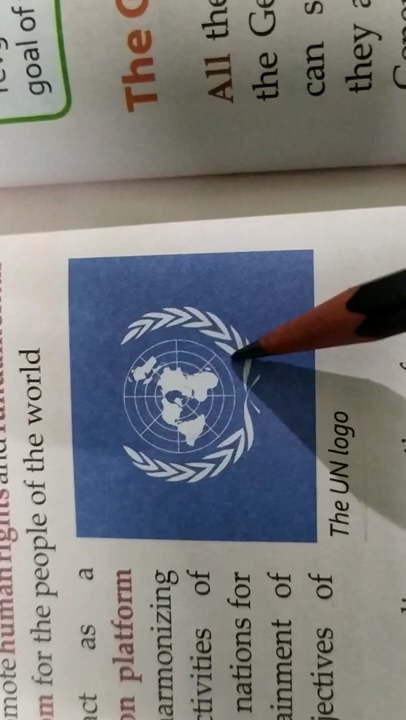 goal of
The
All the
the Ge
can s
they a
mote human rights and
m for the people of the world
act as a
on platform
armonizing
ctivities of
nations for
ainment of
jectives of
The UN logo